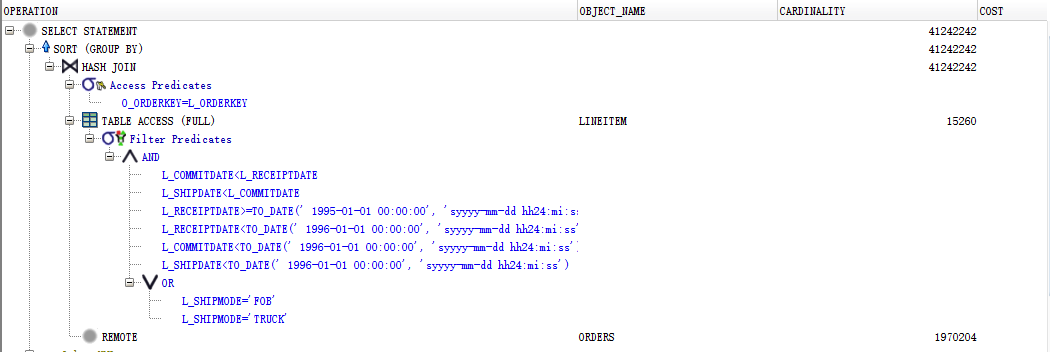 OPERATION OBJECT_NAME CARDINALITY COST
SELECT STATEMENT 41242242
SORT (GROUP BY) 41242242
HASH JOIN 41242242
Access Predicates
O_ORDERKEY=L_ORDERKEY
TABLE ACCESS (FULL) LINEITEM 15260
Filter Predicates
AND
L_COMMITDATE<L_RECEIPTDATE
L_SHIPDATE<L_COMMITDATE
L_RECEIPTDATE>=TO_DATE(' 1995-01-01 00:00:00', 'syyyy-mm-dd hh24:mi:ss
L_RECEIPTDATE<TO_DATE(' 1996-01-01 00:00:00', 'syyyy-mm-dd hh24:mi:ss'
L_COMMITDATE<TO_DATE(' 1996-01-01 00:00:00', 'syyyy-mm-dd hh24:mi:ss')
L_SHIPDATE<TO_DATE(' 1996-01-01 00:00:00', 'syyyy-mm-dd hh24:mi:ss')
OR
L_SHIPMODE='FOB'
L_SHIPMODE='TRUCK'
REMOTE ORDERS 1970204